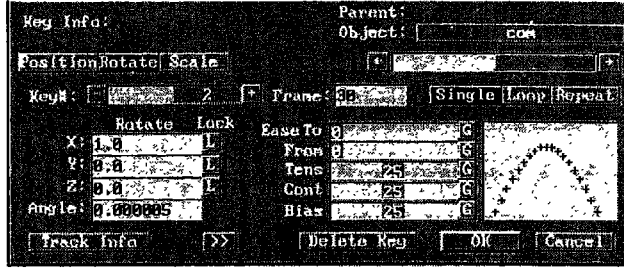 Key Info:
Parent:
Object: com
Position Rotate Scale
Key#: - 2 + Frame: 30 Single Loop Repeat
Rotate Lock
X: 1.0 L
Y: 0.0 L
Z: 0.0 L
Angle: 0.000005
Ease To 0 G
From 0 G
Tens 25 G
Cont 25 G
Bias 25 G
Track Info >> Delete Key OK Cancel